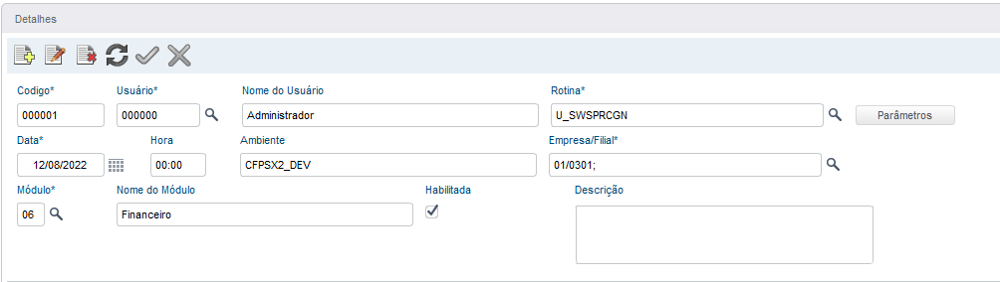 Detalhes
Codigo* Usuário* Nome do Usuário Rotina*
000001 000000 Administrador U_SWSPRCGN Parâmetros
Data* Hora Ambiente Empresa/Filial*
12/08/2022 00:00 CFPSX2_DEV 01/0301;
Módulo* Nome do Módulo Habilitada Descrição
06 Financeiro